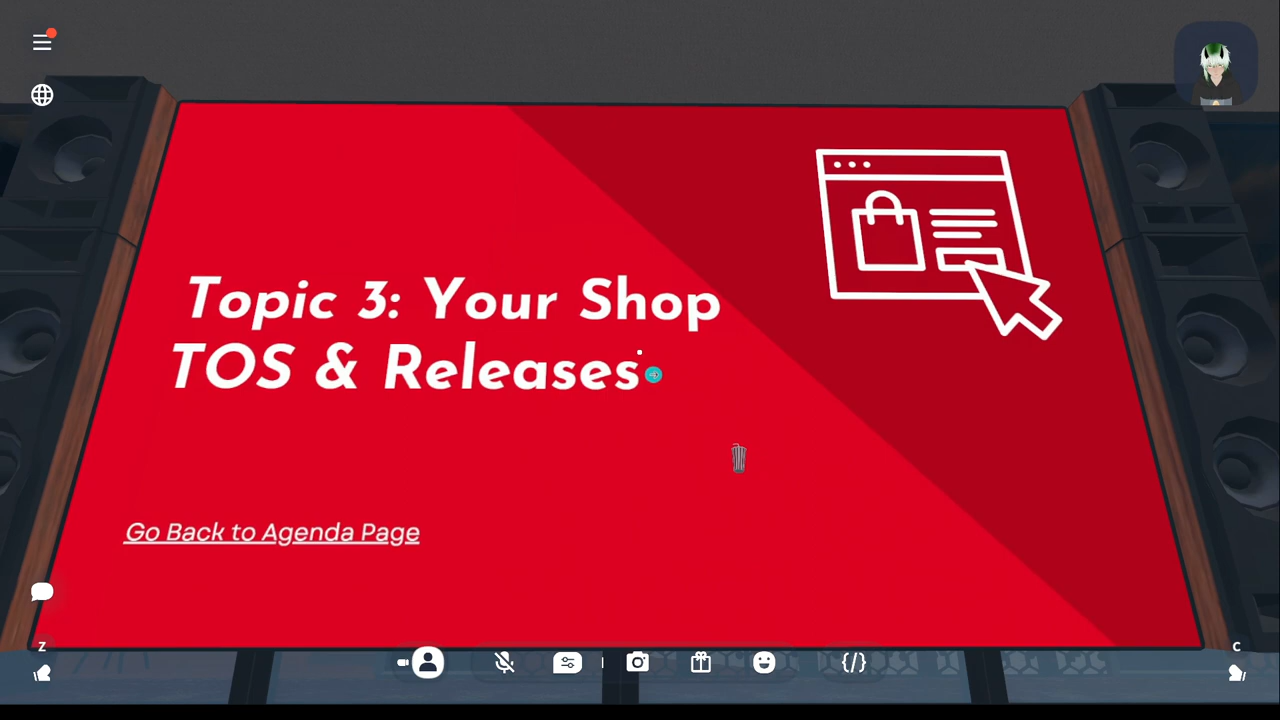 Topic 3: Your Shop
TOS & Releases
Go Back to Agenda Page
Z
C
{/}